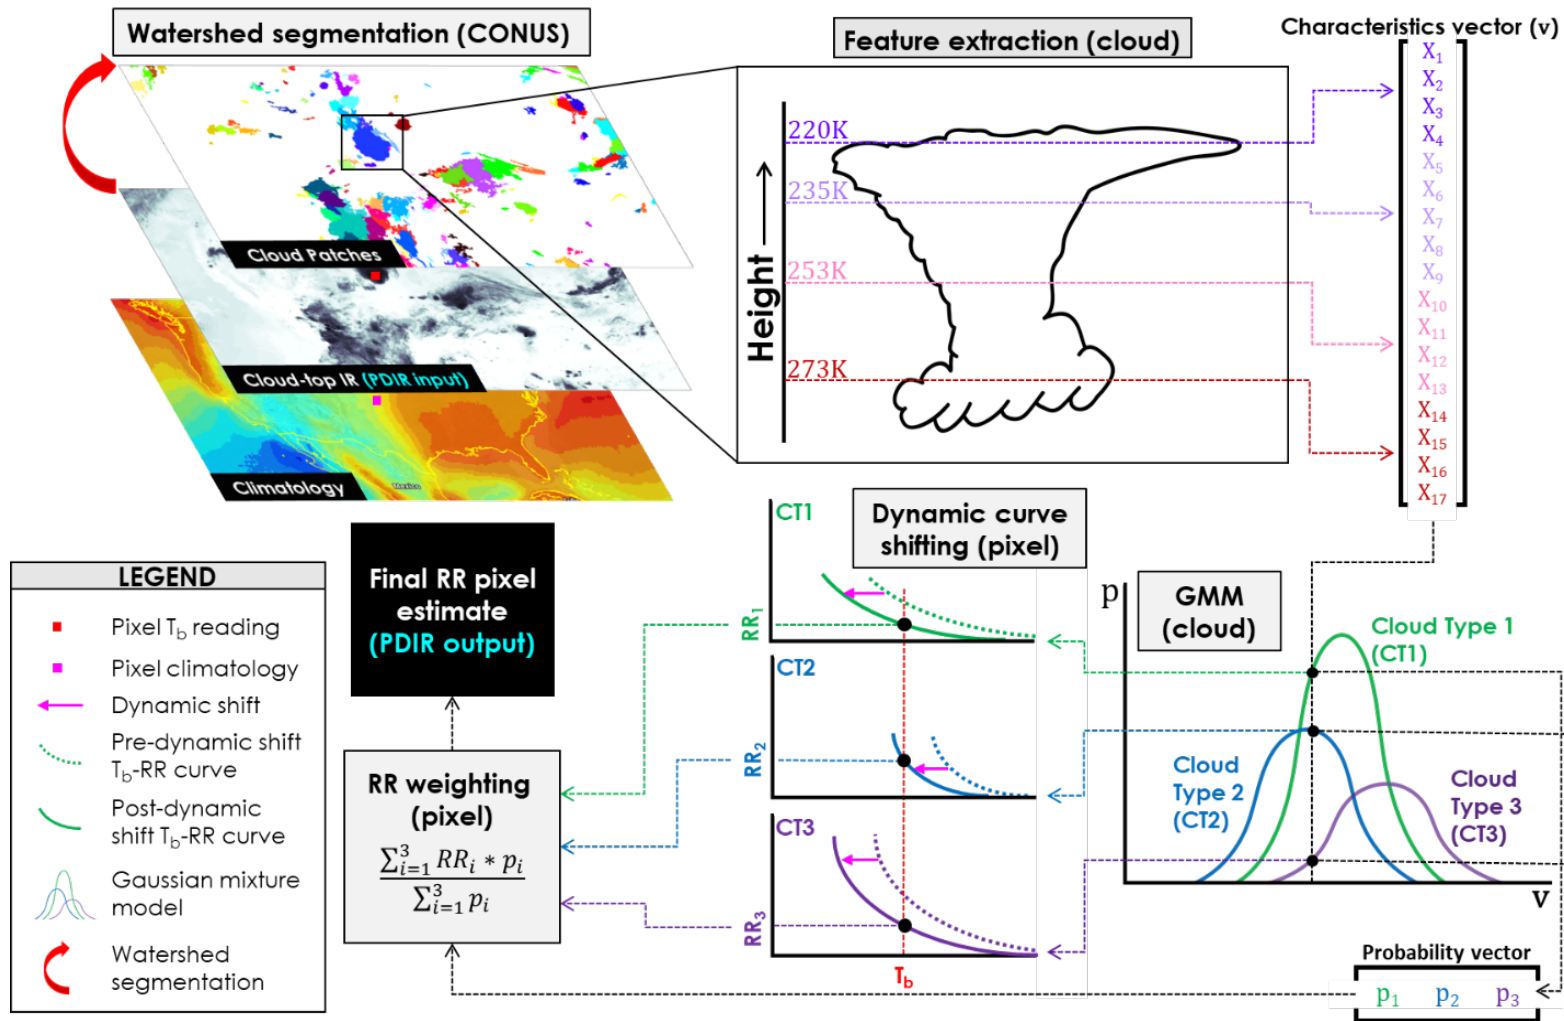 Watershed segmentation (CONUS)
Cloud Patches
Cloud-top IR (PDIR input)
Mexico
Climatology
Feature extraction (cloud)
Height
220K
235K
253K
273K
Characteristics vector (v)
X1
X2
X3
X4
X5
X6
X7
X8
X9
X10
X11
X12
X13
X14
X15
X16
X17
LEGEND
Pixel Tb reading
Pixel climatology
Dynamic shift
Pre-dynamic shift
Tb-RR curve
Post-dynamic
shift Tb-RR curve
Gaussian mixture
model
Watershed
segmentation
Final RR pixel
estimate
(PDIR output)
RR weighting
(pixel)
∑³ᵢ₌₁ RRᵢ * pᵢ
∑³ᵢ₌₁ pᵢ
Dynamic curve
shifting (pixel)
CT1
RR1
CT2
RR2
CT3
RR3
Tb
GMM
(cloud)
p
Cloud Type 1
(CT1)
Cloud
Type 2
(CT2)
Cloud
Type 3
(CT3)
v
Probability vector
p1 p2 p3